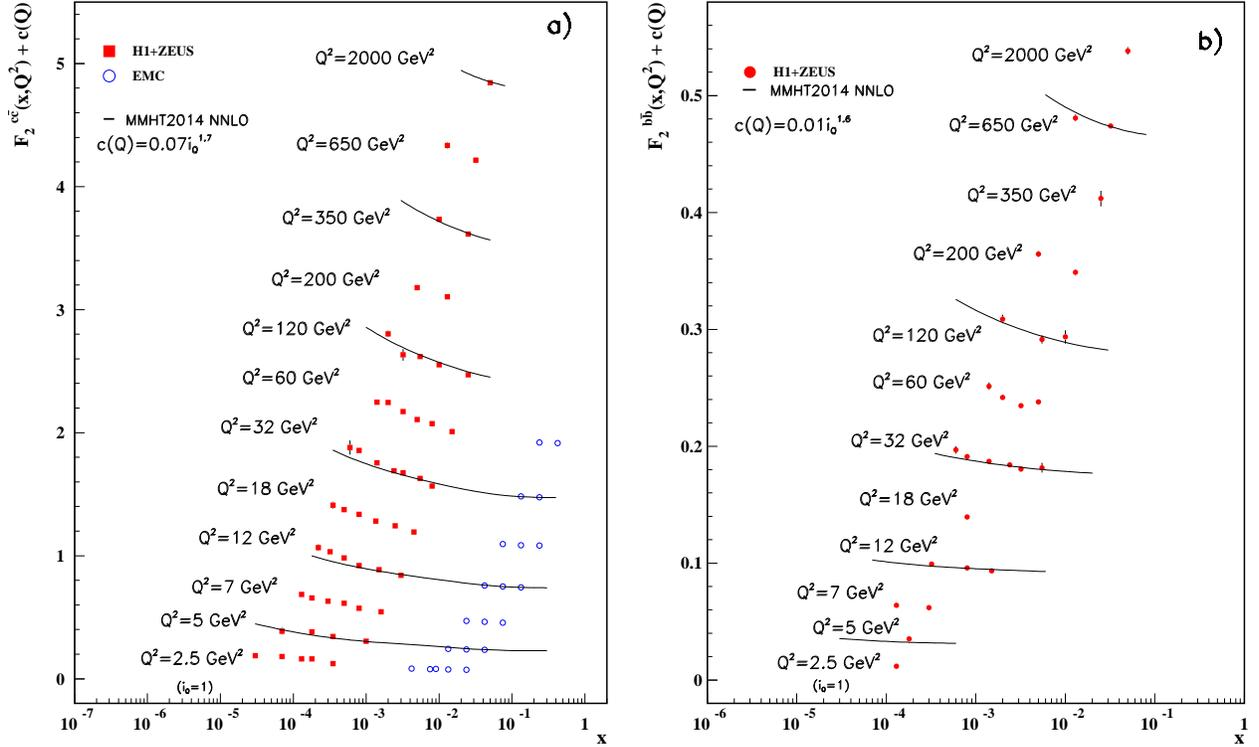 a)
F₂ᶜᶜ̄(x,Q²) + c(Q)
H1+ZEUS
EMC
MMHT2014 NNLO
c(Q)=0.07i_Q^1.7
Q²=2000 GeV²
Q²=650 GeV²
Q²=350 GeV²
Q²=200 GeV²
Q²=120 GeV²
Q²=60 GeV²
Q²=32 GeV²
Q²=18 GeV²
Q²=12 GeV²
Q²=7 GeV²
Q²=5 GeV²
Q²=2.5 GeV²
(i_Q=1)
5
4
3
2
1
0
10⁻⁷ 10⁻⁶ 10⁻⁵ 10⁻⁴ 10⁻³ 10⁻² 10⁻¹ 1
x
b)
F₂ᵇᵇ̄(x,Q²) + c(Q)
H1+ZEUS
MMHT2014 NNLO
c(Q)=0.01i_Q^1.6
Q²=2000 GeV²
Q²=650 GeV²
Q²=350 GeV²
Q²=200 GeV²
Q²=120 GeV²
Q²=60 GeV²
Q²=32 GeV²
Q²=18 GeV²
Q²=12 GeV²
Q²=7 GeV²
Q²=5 GeV²
Q²=2.5 GeV²
(i_Q=1)
0.5
0.4
0.3
0.2
0.1
0
10⁻⁶ 10⁻⁵ 10⁻⁴ 10⁻³ 10⁻² 10⁻¹ 1
x